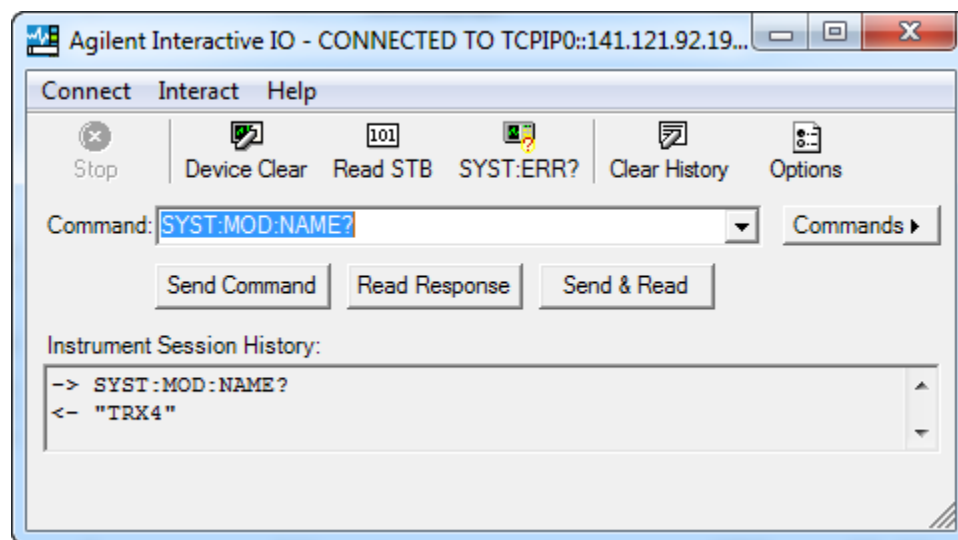 Agilent Interactive IO - CONNECTED TO TCPIP0::141.121.92.19...
Connect Interact Help
101
Stop Device Clear Read STB SYST:ERR? Clear History Options
Command: SYST:MOD:NAME? Commands
Send Command Read Response Send & Read
Instrument Session History:
-> SYST:MOD:NAME?
<- "TRX4"